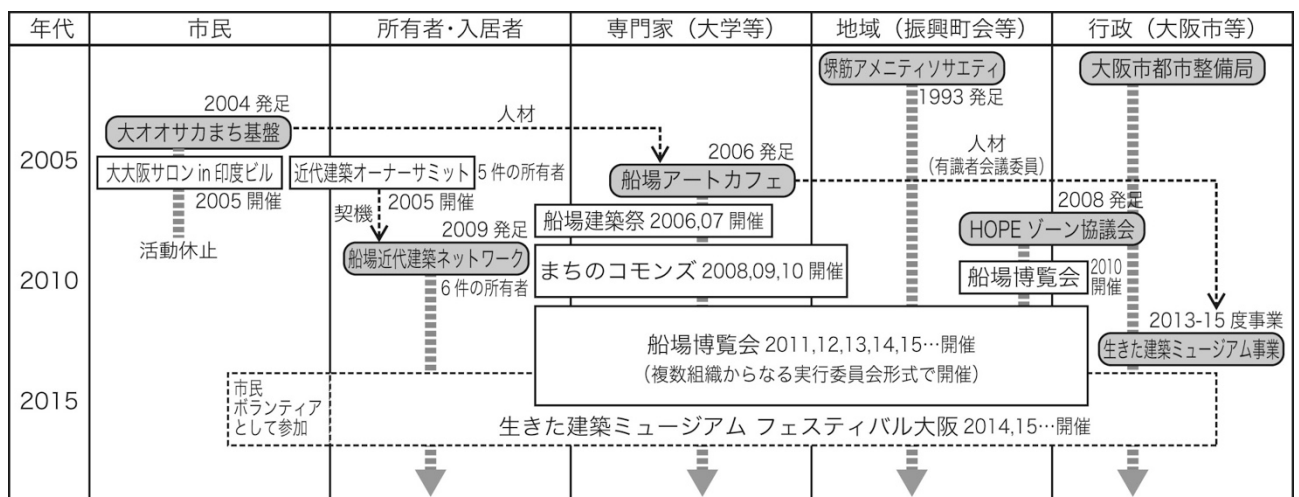 年代
市民
所有者・入居者
専門家（大学等）
地域（振興町会等）
行政（大阪市等）
堺筋アメニティソサエティ
1993 発足
大阪市都市整備局
2004 発足
大オオサカまち基盤
人材
2005
大大阪サロン in 印度ビル
2005 開催
活動休止
近代建築オーナーサミット
5 件の所有者
2005 開催
契機
2006 発足
船場アートカフェ
人材
(有識者会議委員)
船場建築祭 2006,07 開催
2008 発足
HOPE ゾーン協議会
2009 発足
船場近代建築ネットワーク
6 件の所有者
2010
まちのコモンズ 2008,09,10 開催
船場博覧会
2010
開催
2013-15 度事業
生きた建築ミュージアム事業
船場博覧会 2011,12,13,14,15…開催
（複数組織からなる実行委員会形式で開催）
2015
市民
ボランティア
として参加
生きた建築ミュージアム フェスティバル大阪 2014,15…開催